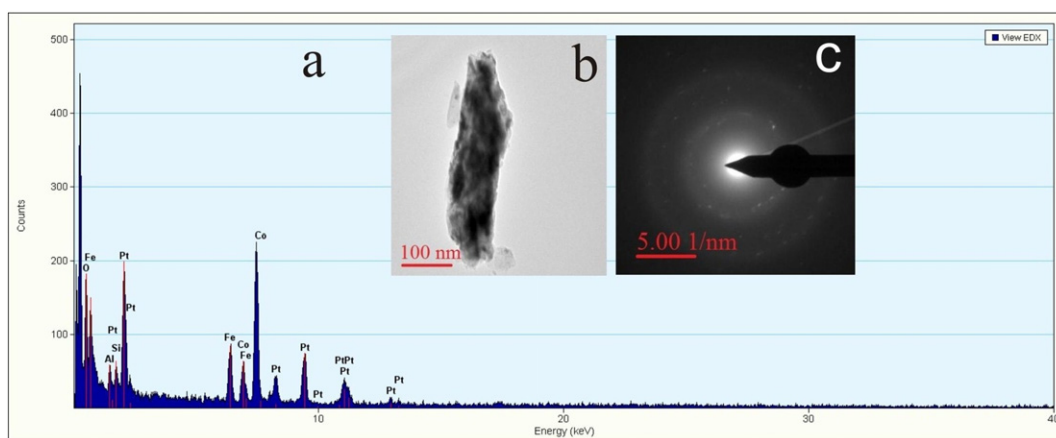 500
400
300
200
100
Counts
a
b
c
View EDX
100 nm
5.00 1/nm
Fe
O
Pt
Pt
Pt
Si
Al
Fe
Co
Fe
Co
Pt
Pt
Pt
PtPt
Pt
Pt
Pt
10
20
30
40
Energy (keV)